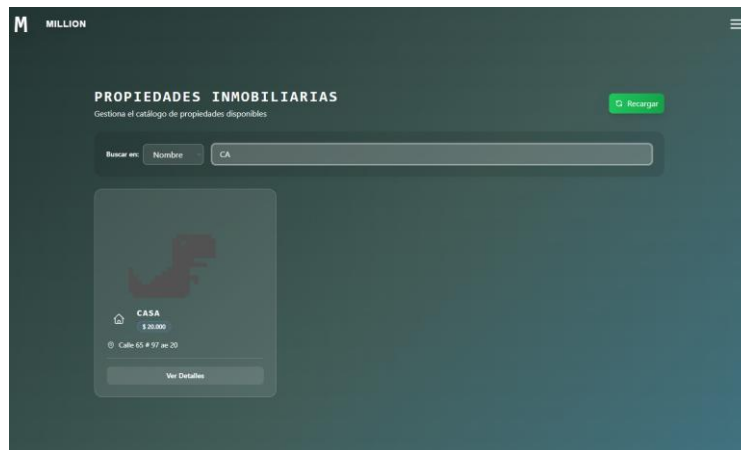 M MILLION
PROPIEDADES INMOBILIARIAS
Gestiona el catálogo de propiedades disponibles
Recargar
Buscar en: Nombre CA
CASA
$ 20.000
Calle 65 # 97 ae 20
Ver Detalles